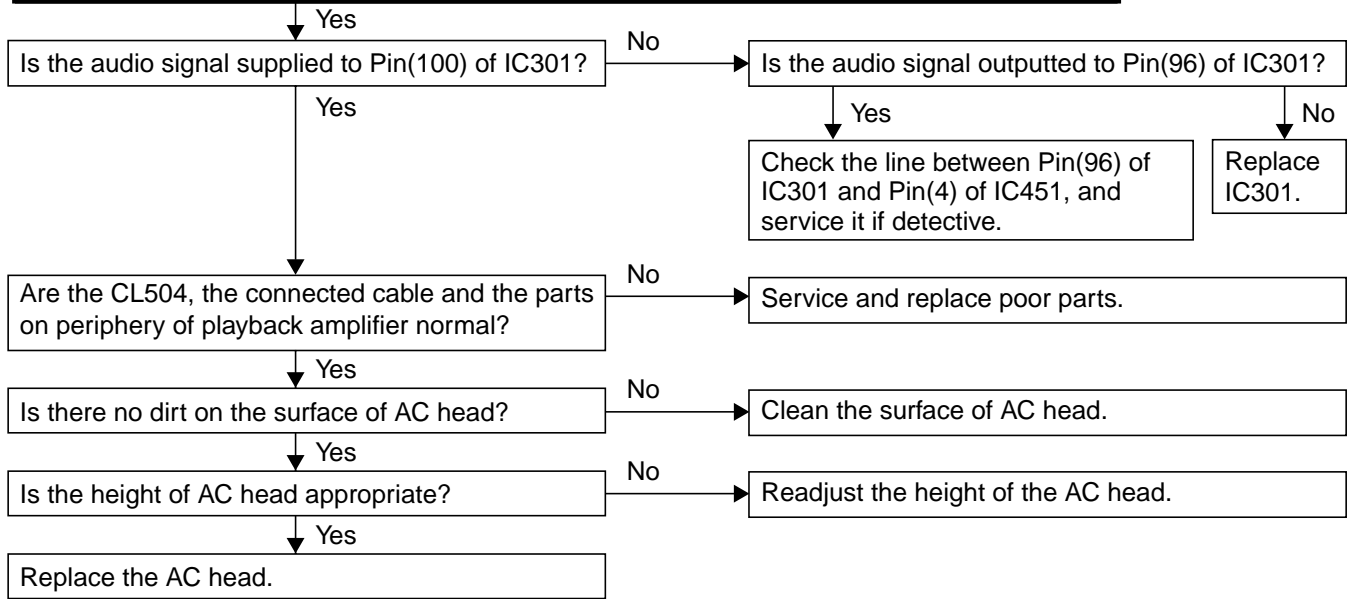 Yes
Is the audio signal supplied to Pin(100) of IC301?
No
Is the audio signal outputted to Pin(96) of IC301?
Yes
Yes
No
Check the line between Pin(96) of
IC301 and Pin(4) of IC451, and
service it if detective.
Replace
IC301.
Are the CL504, the connected cable and the parts
on periphery of playback amplifier normal?
No
Service and replace poor parts.
Yes
Is there no dirt on the surface of AC head?
No
Clean the surface of AC head.
Yes
Is the height of AC head appropriate?
No
Readjust the height of the AC head.
Yes
Replace the AC head.